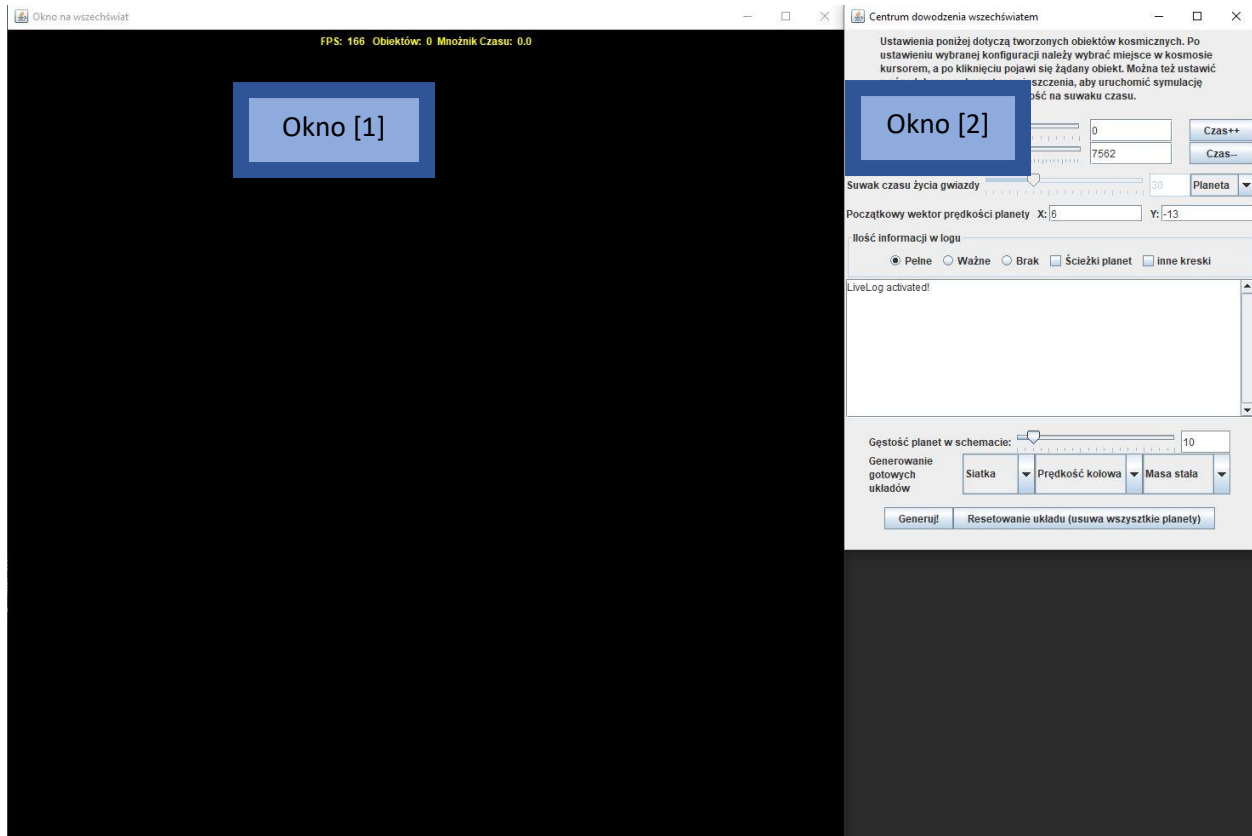 Okno na wszechświat
FPS: 166 Obiektów: 0 Mnożnik Czasu: 0.0
Okno [1]
Centrum dowodzenia wszechświatem
Ustawienia poniżej dotyczą tworzonych obiektów kosmicznych. Po
ustawieniu wybranej konfiguracji należy wybrać miejsce w kosmosie
kursorem, a po kliknięciu pojawi się żądany obiekt. Można też ustawić
aby uruchomić symulację
na suwaku czasu.
Okno [2]
0 Czas++
7562 Czas--
Suwak czasu życia gwiazdy 30 Planeta
Początkowy wektor prędkości planety X: 6 Y: -13
Ilość informacji w logu
Pełne Ważne Brak Ścieżki planet inne kreski
LiveLog activated!
Gęstość planet w schemacie: 10
Generowanie
gotowych
układów
Siatka Prędkość kołowa Masa stała
Generuj! Resetowanie układu (usuwa wszysztkie planety)